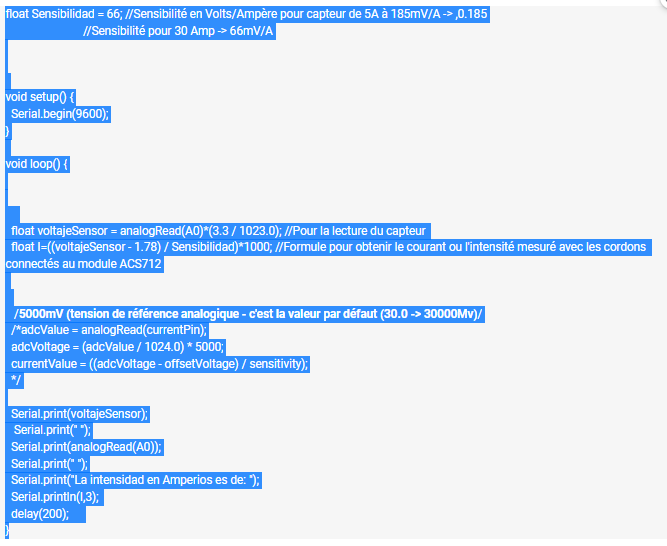 float Sensibilidad = 66; //Sensibilité en Volts/Ampère pour capteur de 5A à 185mV/A -> ,0.185
//Sensibilité pour 30 Amp -> 66mV/A
void setup() {
Serial.begin(9600);
}
void loop() {
float voltajeSensor = analogRead(A0)*(3.3 / 1023.0); //Pour la lecture du capteur
float I=((voltajeSensor - 1.78) / Sensibilidad)*1000; //Formule pour obtenir le courant ou l'intensité mesuré avec les cordons
connectés au module ACS712
/5000mV (tension de référence analogique - c'est la valeur par défaut (30.0 -> 30000Mv)/
/*adcValue = analogRead(currentPin);
adcVoltage = (adcValue / 1024.0) * 5000;
currentValue = ((adcVoltage - offsetVoltage) / sensitivity);
*/
Serial.print(voltajeSensor);
Serial.print(" ");
Serial.print(analogRead(A0));
Serial.print(" ");
Serial.print("La intensidad en Amperios es de: ");
Serial.println(I,3);
delay(200);
}